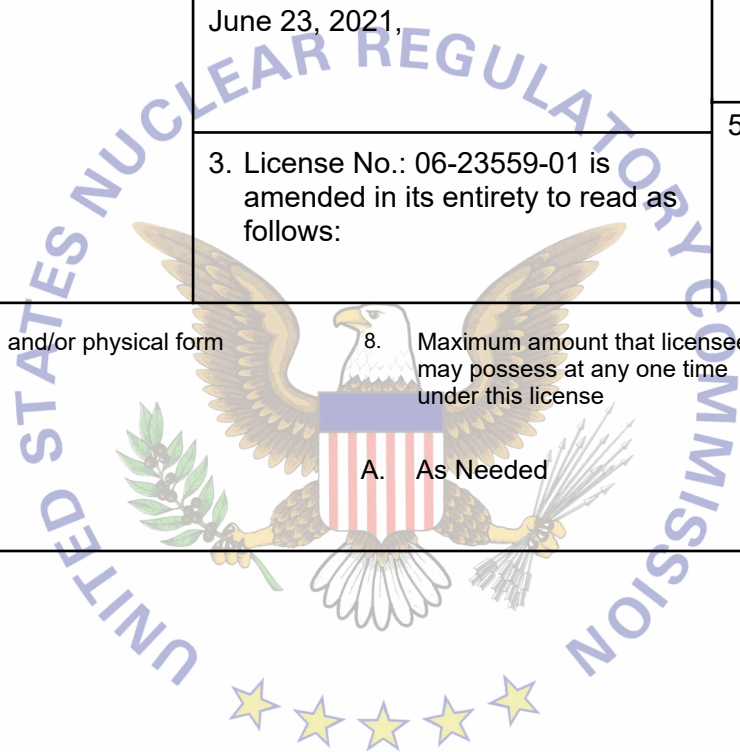 June 23, 2021,
5
3. License No.: 06-23559-01 is
amended in its entirety to read as
follows:
and/or physical form
8. Maximum amount that licensee
may possess at any one time
under this license
A. As Needed
UNITED STATES NUCLEAR REGULATORY COMMISSION